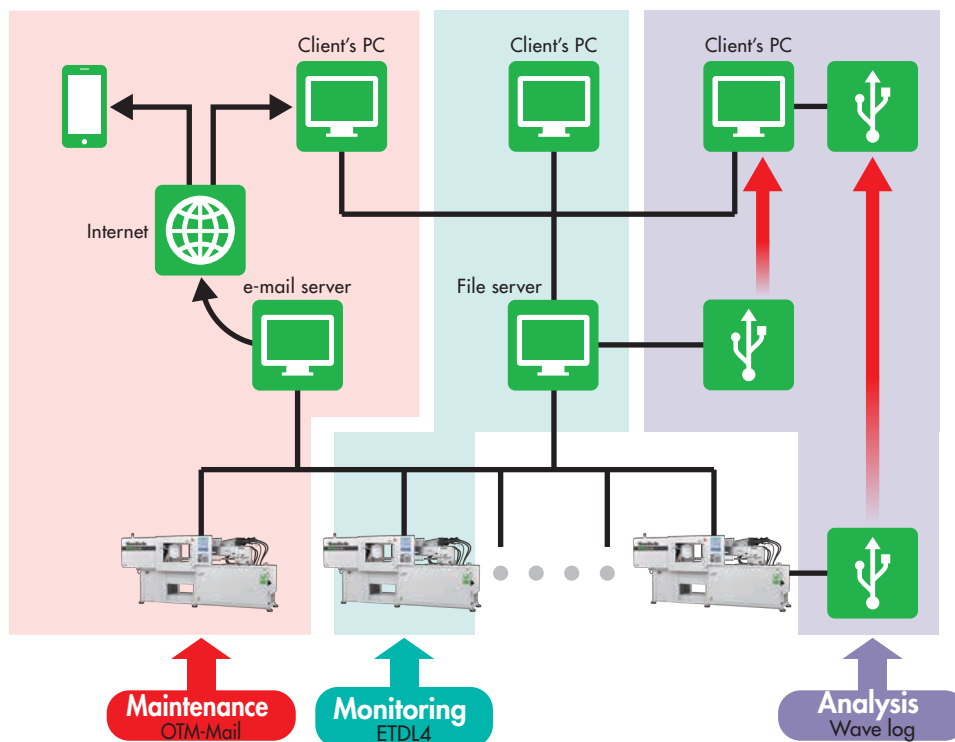 Client's PC
Client's PC
Client's PC
Internet
e-mail server
File server
Maintenance
OTM-Mail
Monitoring
ETDL4
Analysis
Wave log